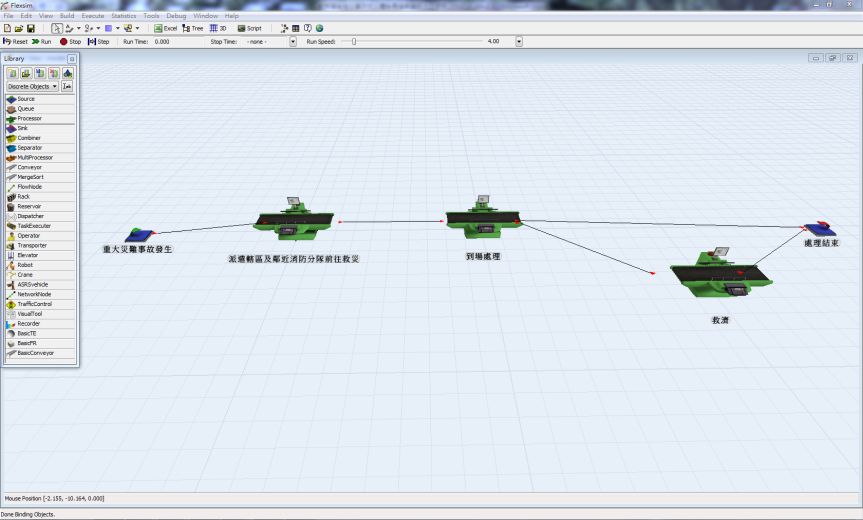 Flexsim
File Edit View Build Execute Statistics Tools Debug Window Help
Excel Tree 3D Script
Reset Run Stop Step Run Time: 0.000 Stop Time: - none - Run Speed: 4.00
Library
Discrete Objects
Source
Queue
Processor
Sink
Combiner
Separator
MultiProcessor
Conveyor
MergeSort
FlowNode
Rack
Reservoir
Dispatcher
TaskExecuter
Operator
Transporter
Elevator
Robot
Crane
ASRSvehicle
NetworkNode
TrafficControl
VisualTool
Recorder
BasicTE
BasicFR
BasicConveyor
重大災難事故發生
派遣轄區及鄰近消防分隊前往救災
到場處理
處理結束
救濟
Mouse Position [-2.155, -10.164, 0.000]
Done Binding Objects.